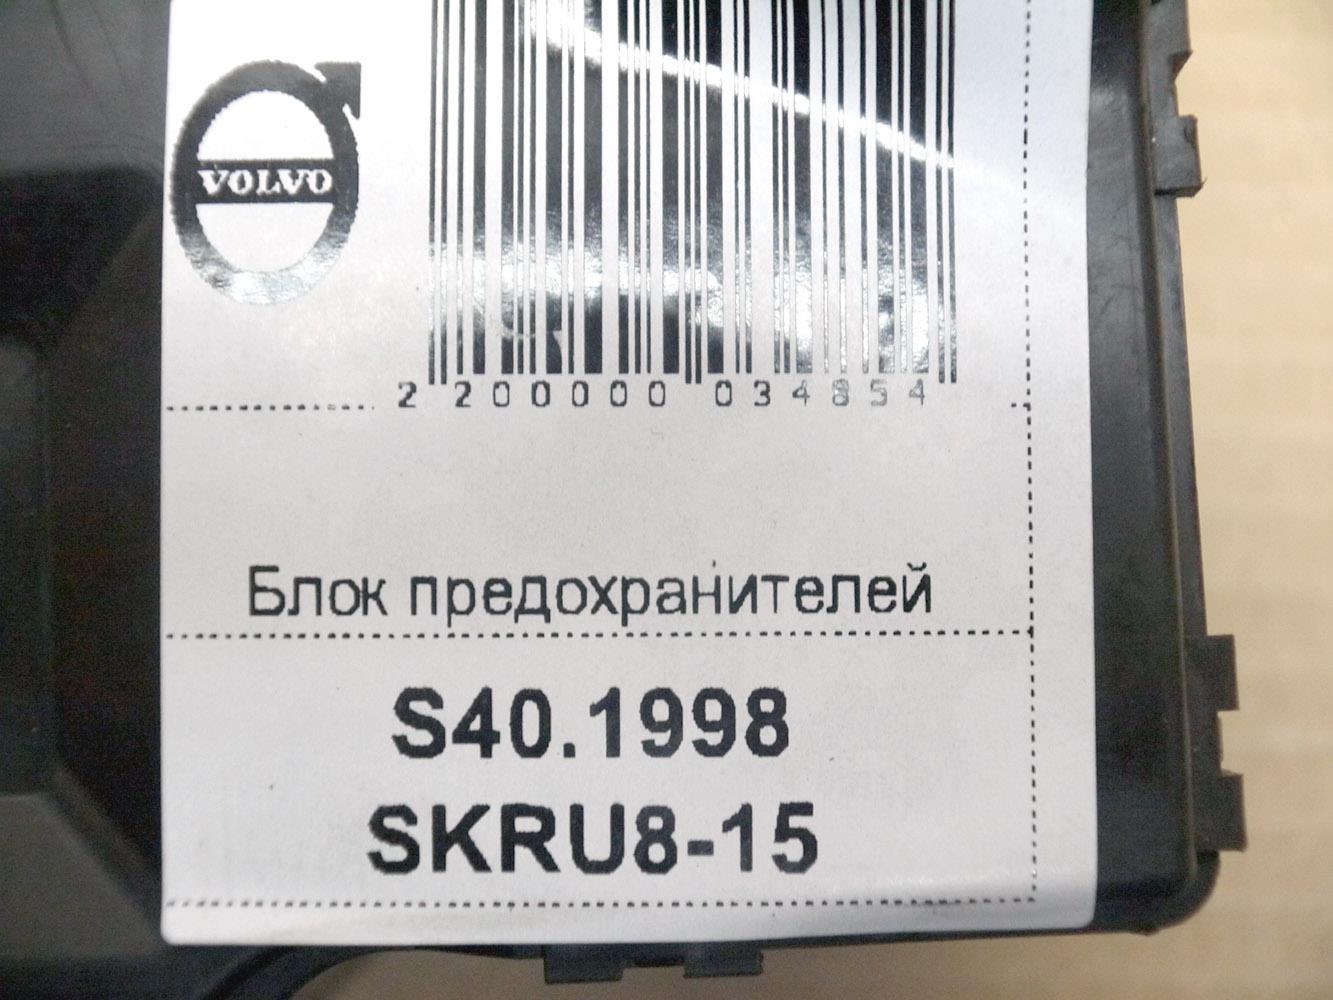 VOLVO
2 200000 034854
Блок предохранителей
S40.1998
SKRU8-15